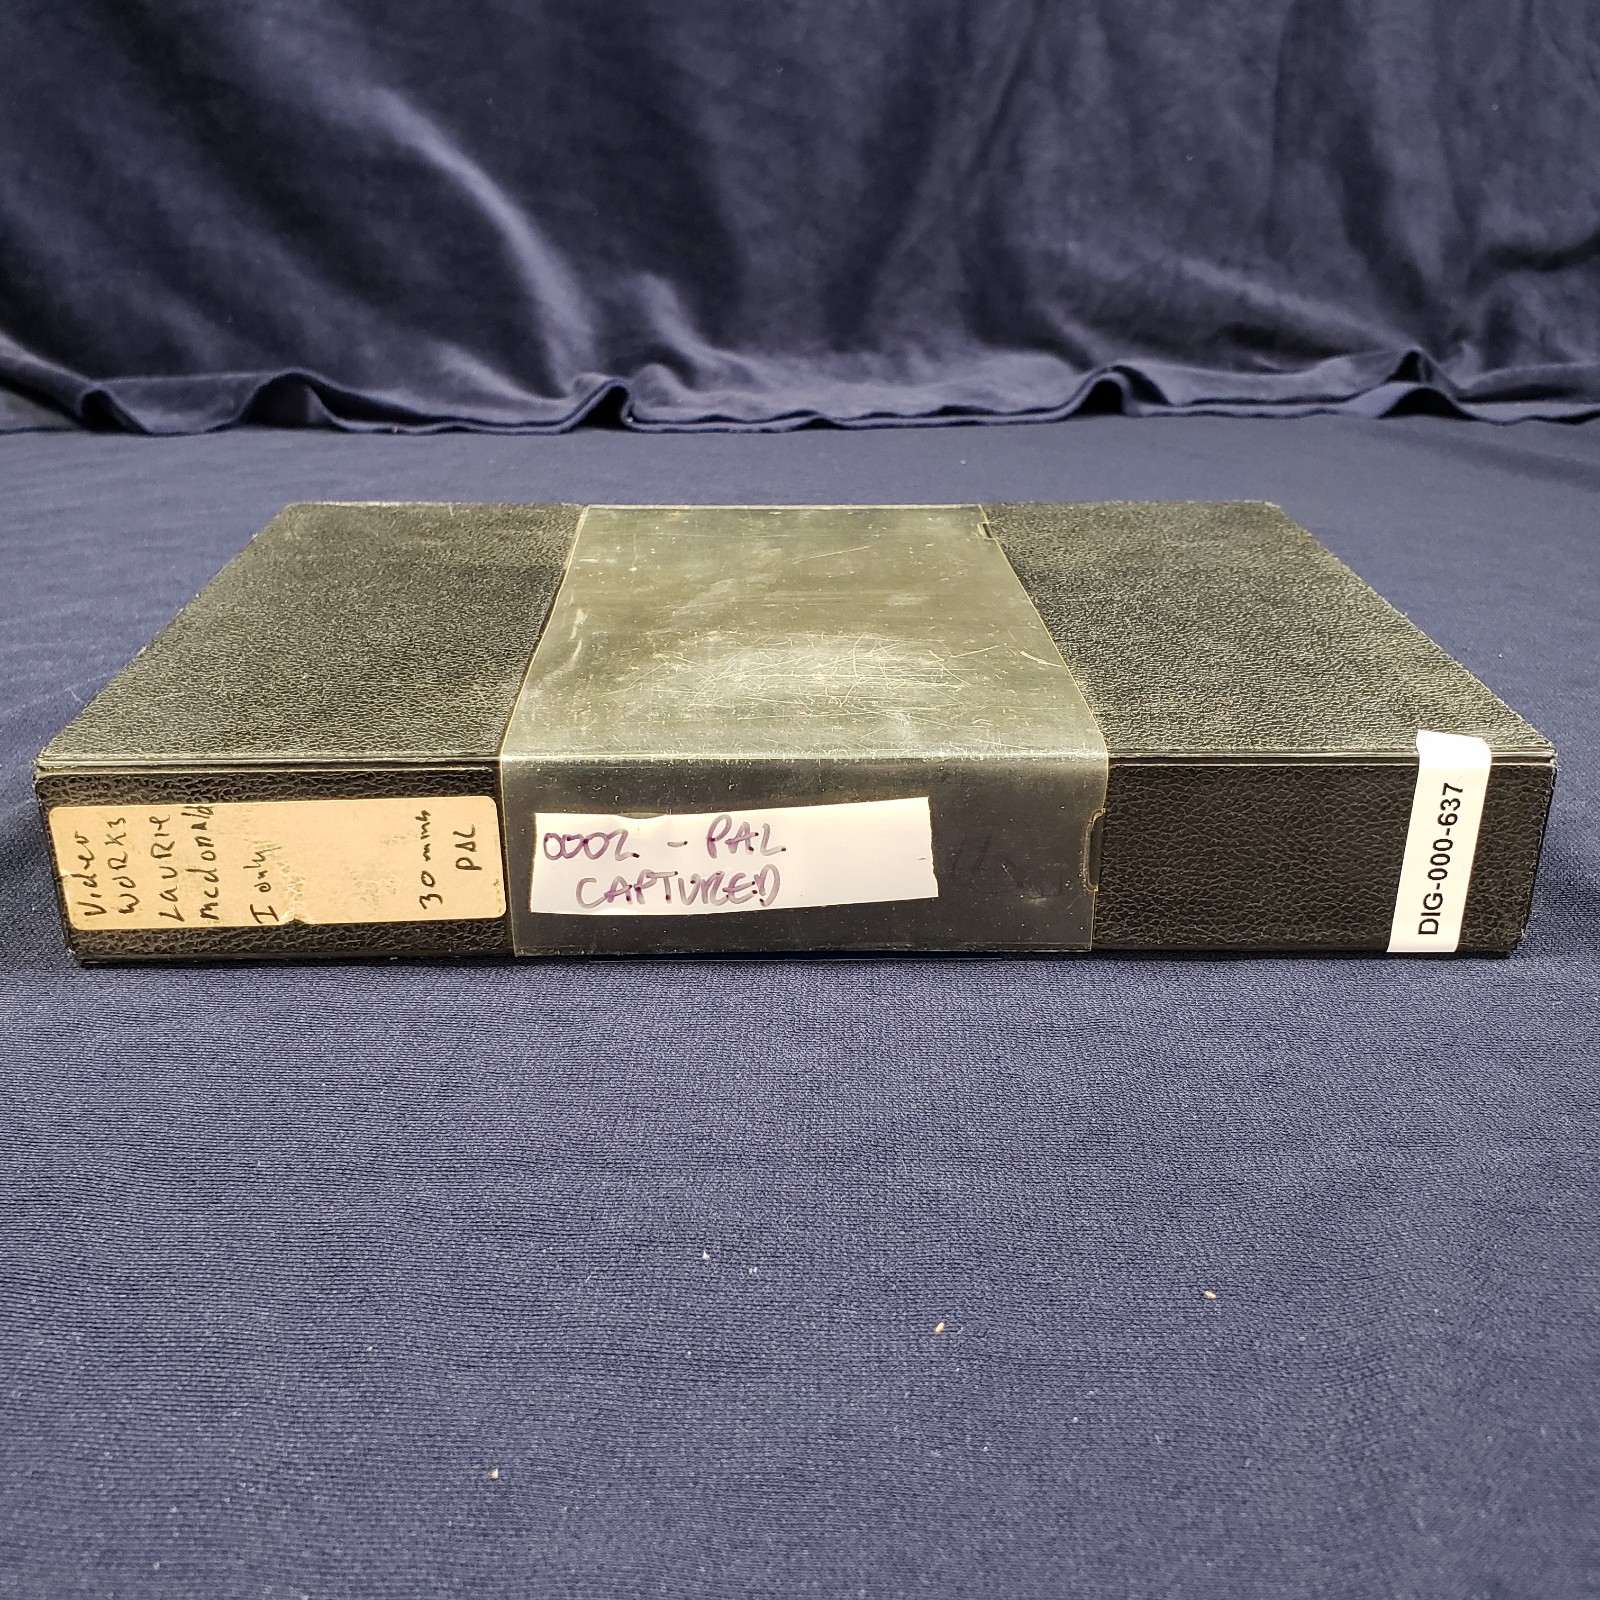 Video
WORKS
LAURIE
McDONAld
I only
30 mins
PAL
0002 - PAL
CAPTURED
DIG-000-637